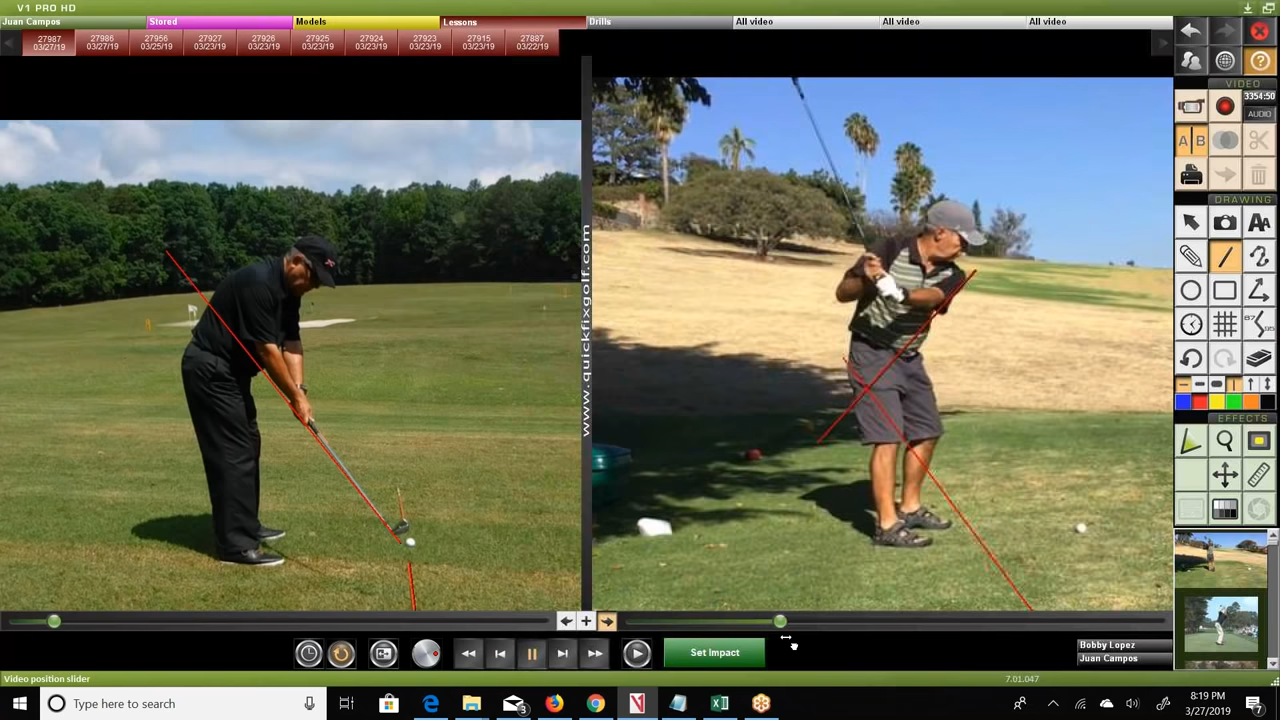 V1 PRO HD
Juan Campos
Stored
Models
Lessons
Drills
All video
All video
All video
27987
03/27/19
27986
03/27/19
27956
03/25/19
27927
03/23/19
27926
03/23/19
27925
03/23/19
27924
03/23/19
27923
03/23/19
27915
03/23/19
27887
03/22/19
www.quickfixgolf.com
VIDEO
3354:50
AUDIO
A B
DRAWING
AA
EFFECTS
Set Impact
Bobby Lopez
Juan Campos
Video position slider
7.01.047
Type here to search
3
8:19 PM
3/27/2019
7